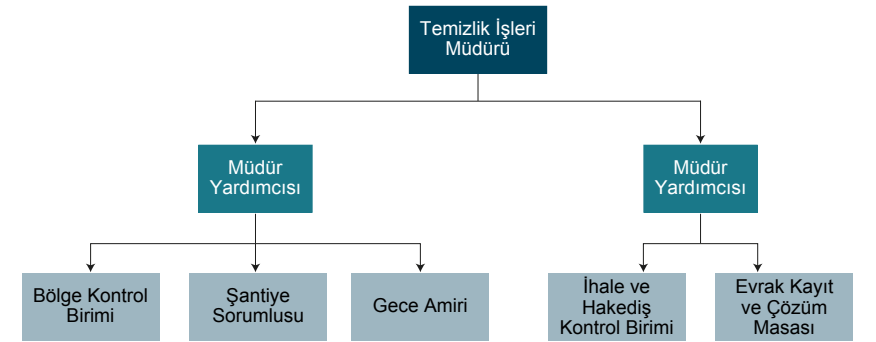 Temizlik İşleri
Müdürü
Müdür
Yardımcısı
Müdür
Yardımcısı
Bölge Kontrol
Birimi
Şantiye
Sorumlusu
Gece Amiri
İhale ve
Hakediş
Kontrol Birimi
Evrak Kayıt
ve Çözüm
Masası